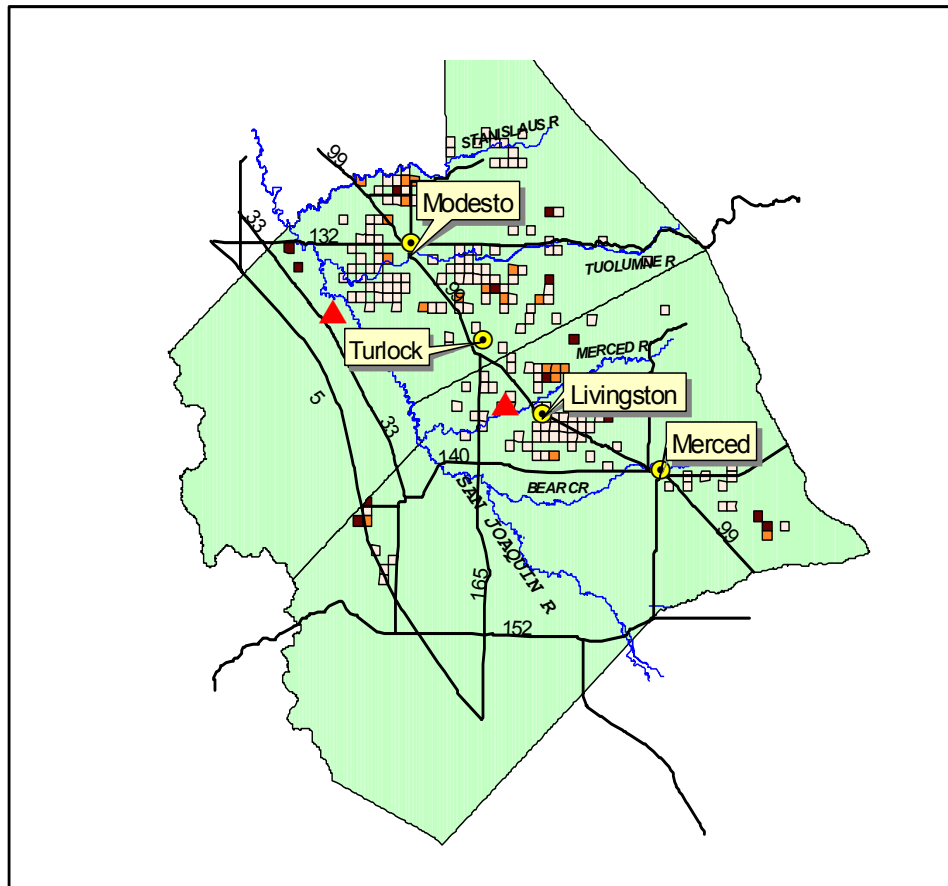 STANISLAUS R
99
Modesto
33
132
TUOLUMNE R
99
Turlock
MERCED R
5
Livingston
33
Merced
140
BEAR CR
SAN JOAQUIN R
99
165
152